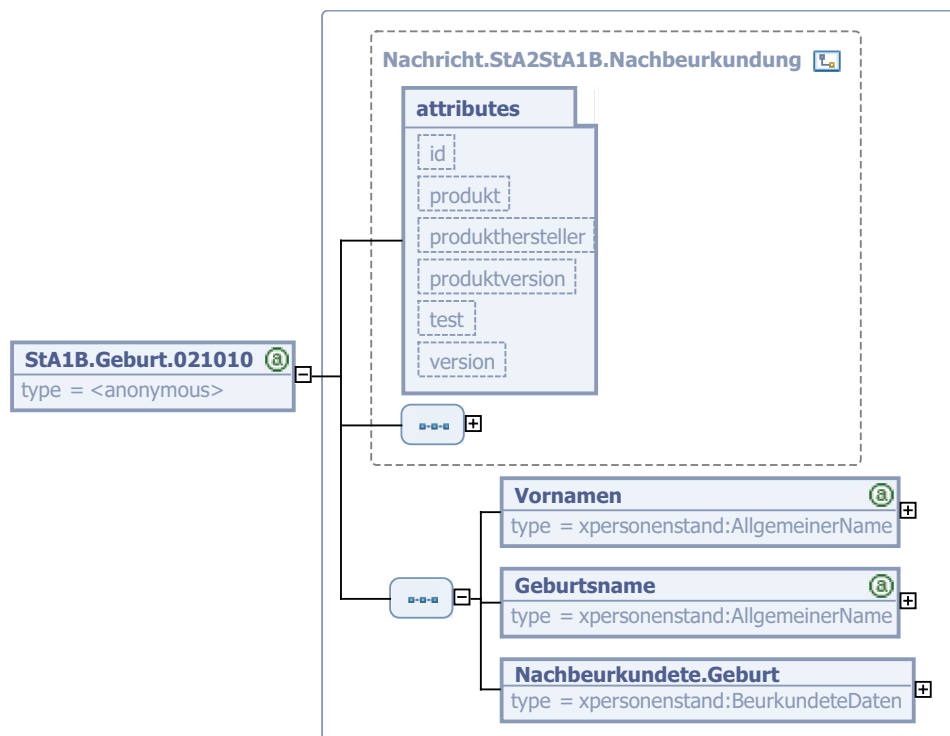 Nachricht.StA2StA1B.Nachbeurkundung
attributes
id
produkt
produkthersteller
produktversion
test
version
StA1B.Geburt.021010
type = <anonymous>
Vornamen
type = xpersonenstand:AllgemeinerName
Geburtsname
type = xpersonenstand:AllgemeinerName
Nachbeurkundete.Geburt
type = xpersonenstand:BeurkundeteDaten